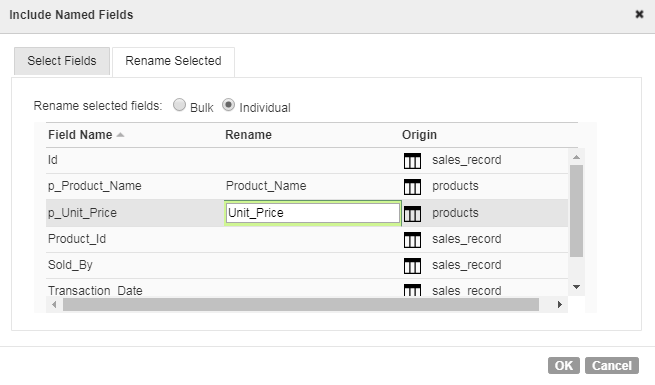 Include Named Fields ✖
Select Fields Rename Selected
Rename selected fields: Bulk Individual
Field Name Rename Origin
Id sales_record
p_Product_Name Product_Name products
p_Unit_Price Unit_Price products
Product_Id sales_record
Sold_By sales_record
Transaction_Date sales_record
OK Cancel